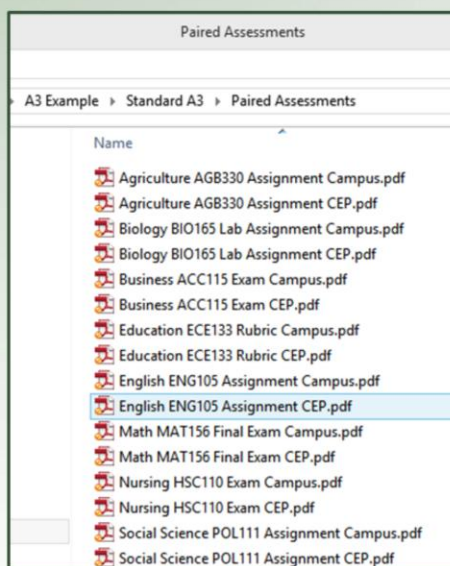 Paired Assessments
A3 Example ▸ Standard A3 ▸ Paired Assessments
Name
Agriculture AGB330 Assignment Campus.pdf
Agriculture AGB330 Assignment CEP.pdf
Biology BIO165 Lab Assignment Campus.pdf
Biology BIO165 Lab Assignment CEP.pdf
Business ACC115 Exam Campus.pdf
Business ACC115 Exam CEP.pdf
Education ECE133 Rubric Campus.pdf
Education ECE133 Rubric CEP.pdf
English ENG105 Assignment Campus.pdf
English ENG105 Assignment CEP.pdf
Math MAT156 Final Exam Campus.pdf
Math MAT156 Final Exam CEP.pdf
Nursing HSC110 Exam Campus.pdf
Nursing HSC110 Exam CEP.pdf
Social Science POL111 Assignment Campus.pdf
Social Science POL111 Assignment CEP.pdf